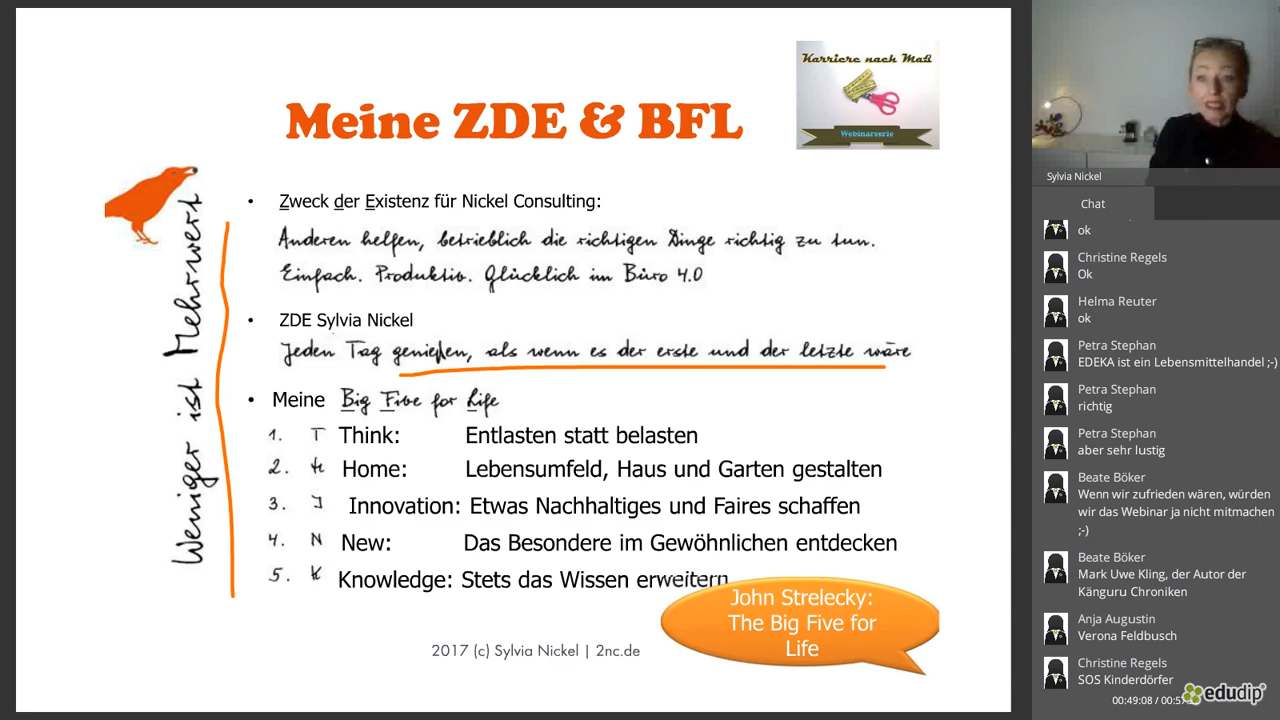 Karriere nach Maß
Webinarserie
Meine ZDE & BFL
Weniger ist Mehrwert
• Zweck der Existenz für Nickel Consulting:
Anderen helfen, betrieblich die richtigen Dinge richtig zu tun.
Einfach. Produktiv. Glücklich im Büro 4.0
• ZDE Sylvia Nickel
Jeden Tag genießen, als wenn es der erste und der letzte wäre
• Meine Big Five for Life
1. T Think: Entlasten statt belasten
2. H Home: Lebensumfeld, Haus und Garten gestalten
3. I Innovation: Etwas Nachhaltiges und Faires schaffen
4. N New: Das Besondere im Gewöhnlichen entdecken
5. K Knowledge: Stets das Wissen erweitern
John Strelecky:
The Big Five for
Life
2017 (c) Sylvia Nickel | 2nc.de
Sylvia Nickel
Chat
ok
Christine Regels
Ok
Helma Reuter
ok
Petra Stephan
EDEKA ist ein Lebensmittelhandel ;-)
Petra Stephan
richtig
Petra Stephan
aber sehr lustig
Beate Böker
Wenn wir zufrieden wären, würden
wir das Webinar ja nicht mitmachen
;-)
Beate Böker
Mark Uwe Kling, der Autor der
Känguru Chroniken
Anja Augustin
Verona Feldbusch
Christine Regels
SOS Kinderdörfer
00:49:08 /
edudip